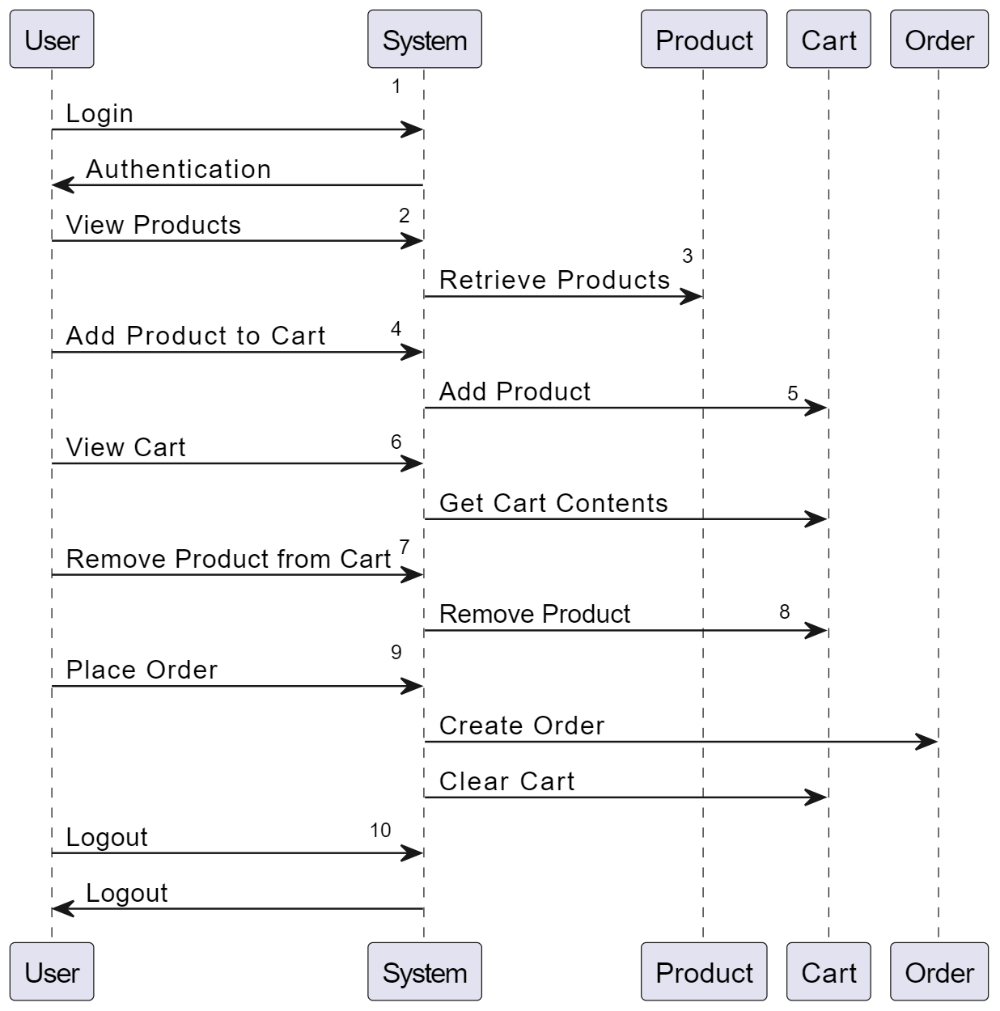 User System Product Cart Order
1
Login
Authentication
View Products 2
3
Retrieve Products
Add Product to Cart 4
Add Product 5
View Cart 6
Get Cart Contents
Remove Product from Cart 7
Remove Product 8
Place Order 9
Create Order
Clear Cart
Logout 10
Logout
User System Product Cart Order